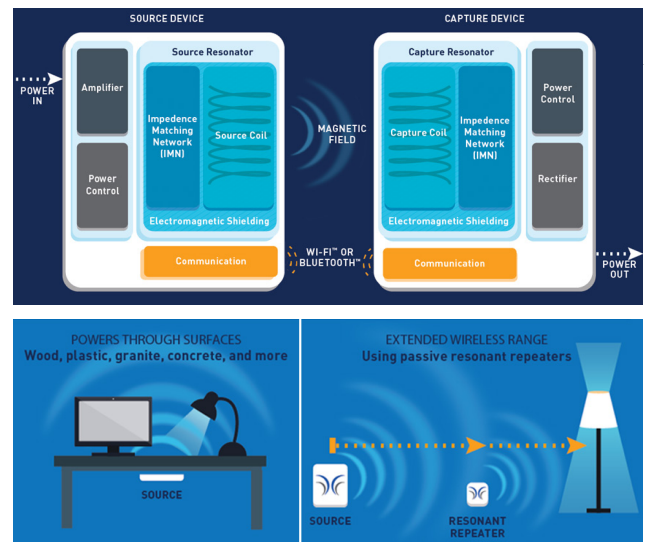 SOURCE DEVICE
CAPTURE DEVICE
POWER
IN
Amplifier
Power
Control
Source Resonator
Impedence
Matching
Network
(IMN)
Source Coil
Electromagnetic Shielding
Communication
MAGNETIC
FIELD
WI-FI™ OR
BLUETOOTH™
Capture Resonator
Capture Coil
Impedence
Matching
Network
(IMN)
Electromagnetic Shielding
Communication
Power
Control
Rectifier
POWER
OUT
POWERS THROUGH SURFACES
Wood, plastic, granite, concrete, and more
SOURCE
EXTENDED WIRELESS RANGE
Using passive resonant repeaters
SOURCE
RESONANT
REPEATER